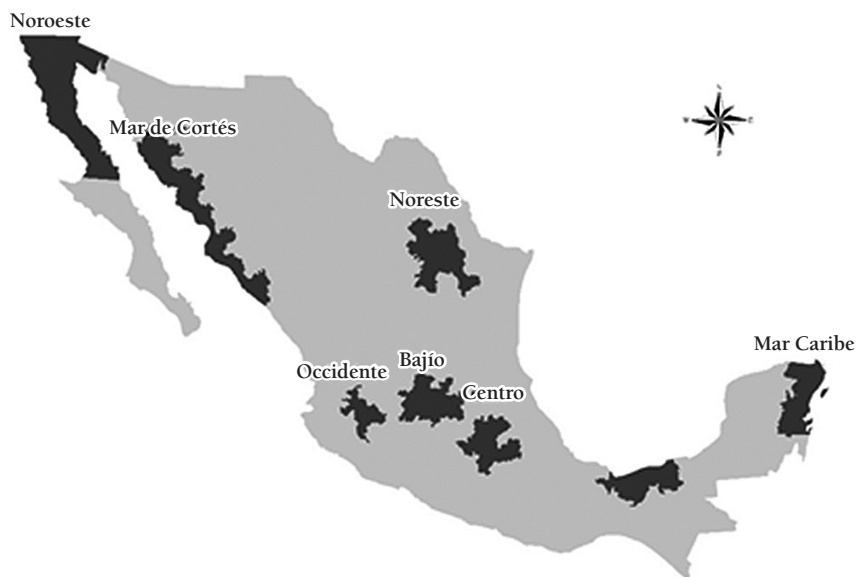 Noroeste
Mar de Cortés
Noreste
Mar Caribe
Occidente
Bajío
Centro